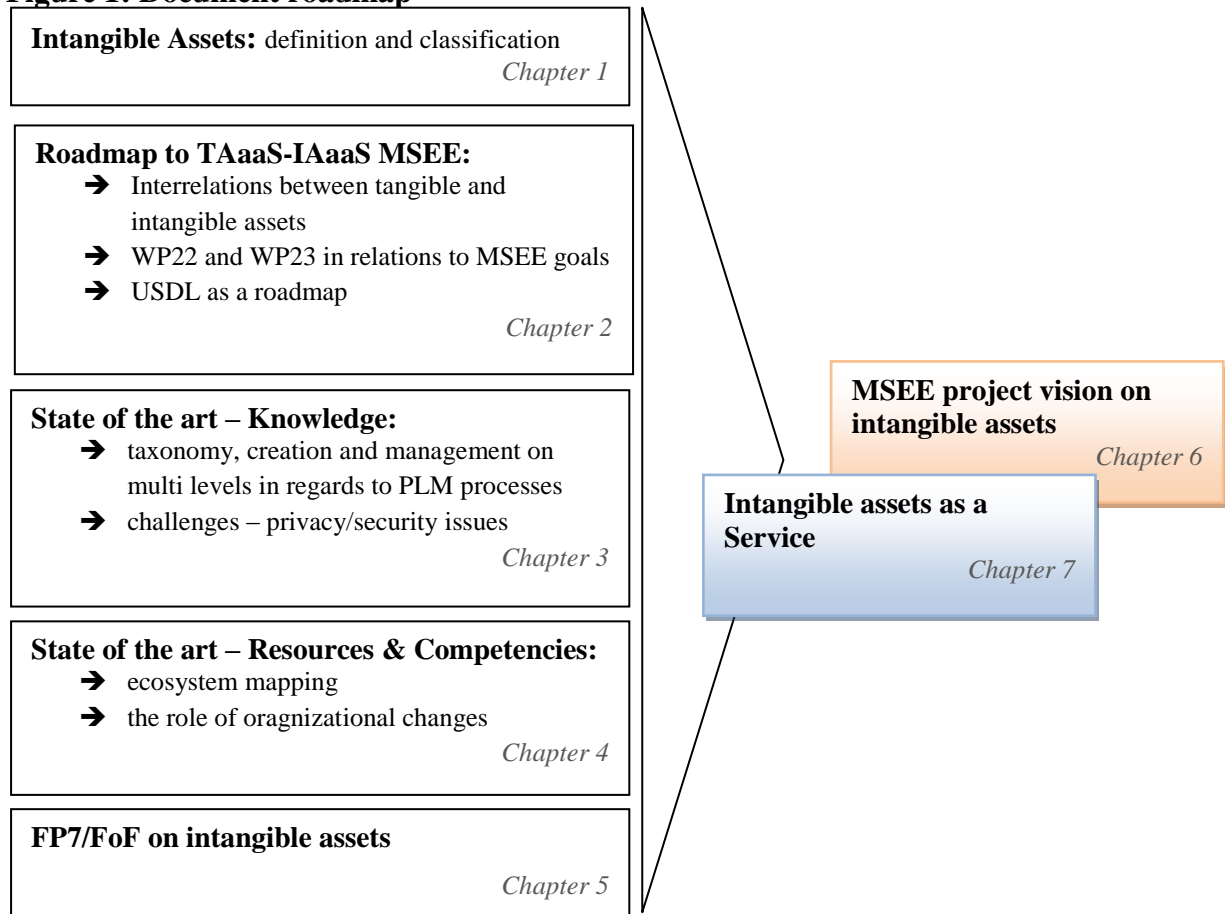 Figure 1: Document roadmap
Intangible Assets: definition and classification
Chapter 1
Roadmap to TAaaS-IAaaS MSEE:
➔ Interrelations between tangible and
intangible assets
➔ WP22 and WP23 in relations to MSEE goals
➔ USDL as a roadmap
Chapter 2
State of the art – Knowledge:
➔ taxonomy, creation and management on
multi levels in regards to PLM processes
➔ challenges – privacy/security issues
Chapter 3
State of the art – Resources & Competencies:
➔ ecosystem mapping
➔ the role of oragnizational changes
Chapter 4
FP7/FoF on intangible assets
Chapter 5
MSEE project vision on
intangible assets
Chapter 6
Intangible assets as a
Service
Chapter 7